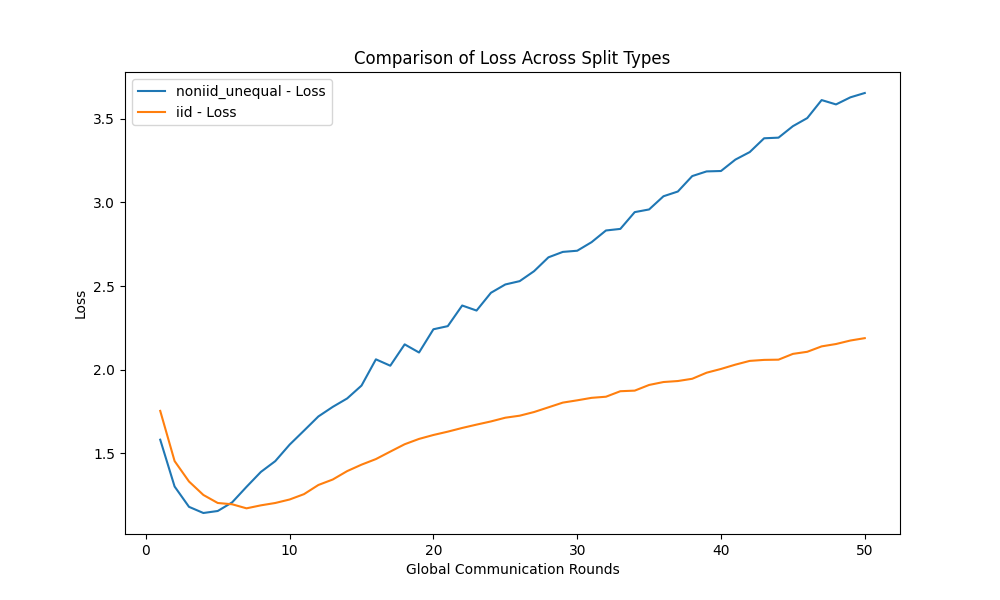 Comparison of Loss Across Split Types
noniid_unequal - Loss
iid - Loss
3.5
3.0
2.5
2.0
1.5
Loss
0 10 20 30 40 50
Global Communication Rounds